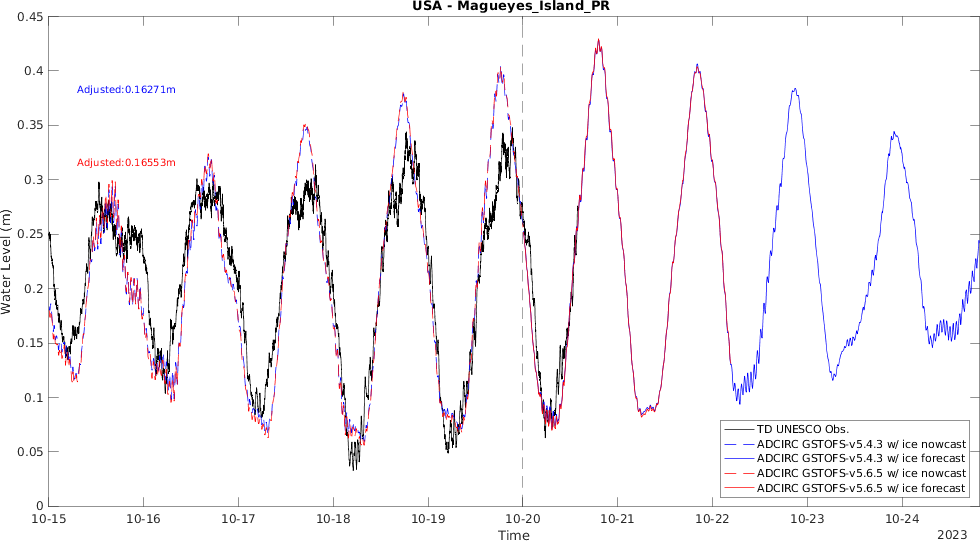 USA - Magueyes_Island_PR
0.45
0.4
0.35
0.3
0.25
0.2
0.15
0.1
0.05
0
Water Level (m)
Adjusted:0.16271m
Adjusted:0.16553m
TD UNESCO Obs.
ADCIRC GSTOFS-v5.4.3 w/ ice nowcast
ADCIRC GSTOFS-v5.4.3 w/ ice forecast
ADCIRC GSTOFS-v5.6.5 w/ ice nowcast
ADCIRC GSTOFS-v5.6.5 w/ ice forecast
10-15 10-16 10-17 10-18 10-19 10-20 10-21 10-22 10-23 10-24
Time
2023